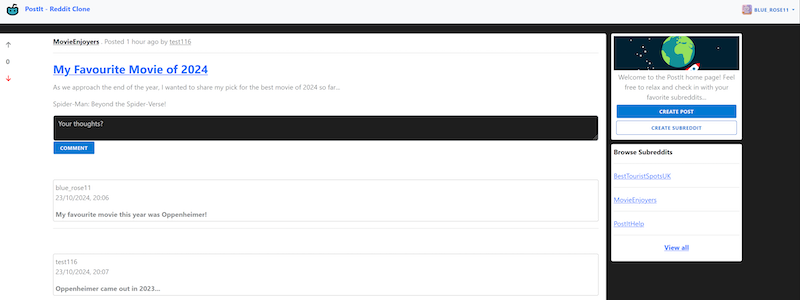 PostIt - Reddit Clone
BLUE_ROSE11
MovieEnjoyers . Posted 1 hour ago by test116
0
My Favourite Movie of 2024
As we approach the end of the year, I wanted to share my pick for the best movie of 2024 so far...
Spider-Man: Beyond the Spider-Verse!
Your thoughts?
COMMENT
blue_rose11
23/10/2024, 20:06
My favourite movie this year was Oppenheimer!
test116
23/10/2024, 20:07
Oppenheimer came out in 2023...
Welcome to the PostIt home page! Feel
free to relax and check in with your
favorite subreddits...
CREATE POST
CREATE SUBREDDIT
Browse Subreddits
BestTouristSpotsUK
MovieEnjoyers
PostItHelp
View all